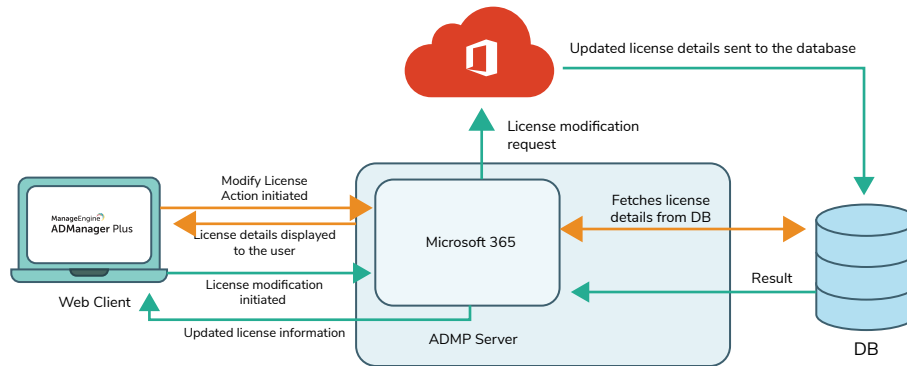 Updated license details sent to the database
License modification
request
Modify License
Action initiated
ManageEngine
ADManager Plus
License details displayed
to the user
Microsoft 365
Fetches license
details from DB
License modification
initiated
Result
Web Client
Updated license information
ADMP Server
DB